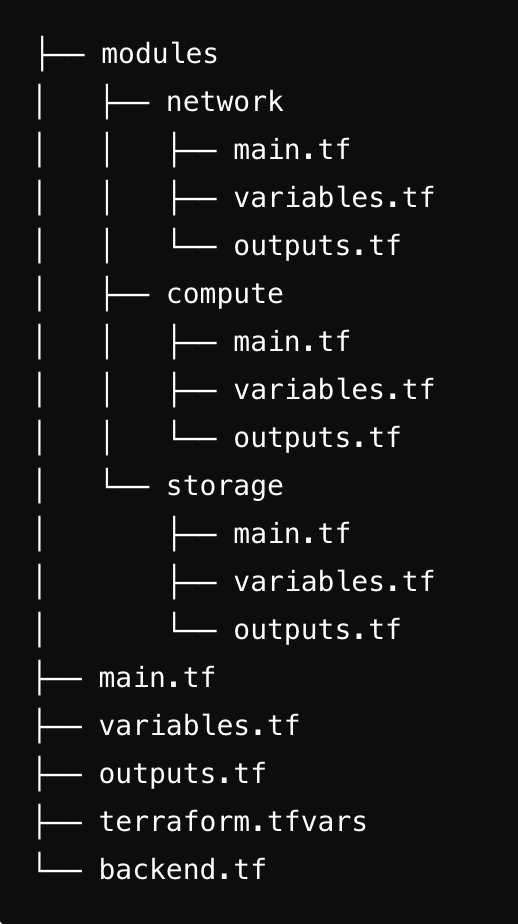 ├── modules
│   ├── network
│   │   ├── main.tf
│   │   ├── variables.tf
│   │   └── outputs.tf
│   ├── compute
│   │   ├── main.tf
│   │   ├── variables.tf
│   │   └── outputs.tf
│   └── storage
│       ├── main.tf
│       ├── variables.tf
│       └── outputs.tf
├── main.tf
├── variables.tf
├── outputs.tf
├── terraform.tfvars
└── backend.tf